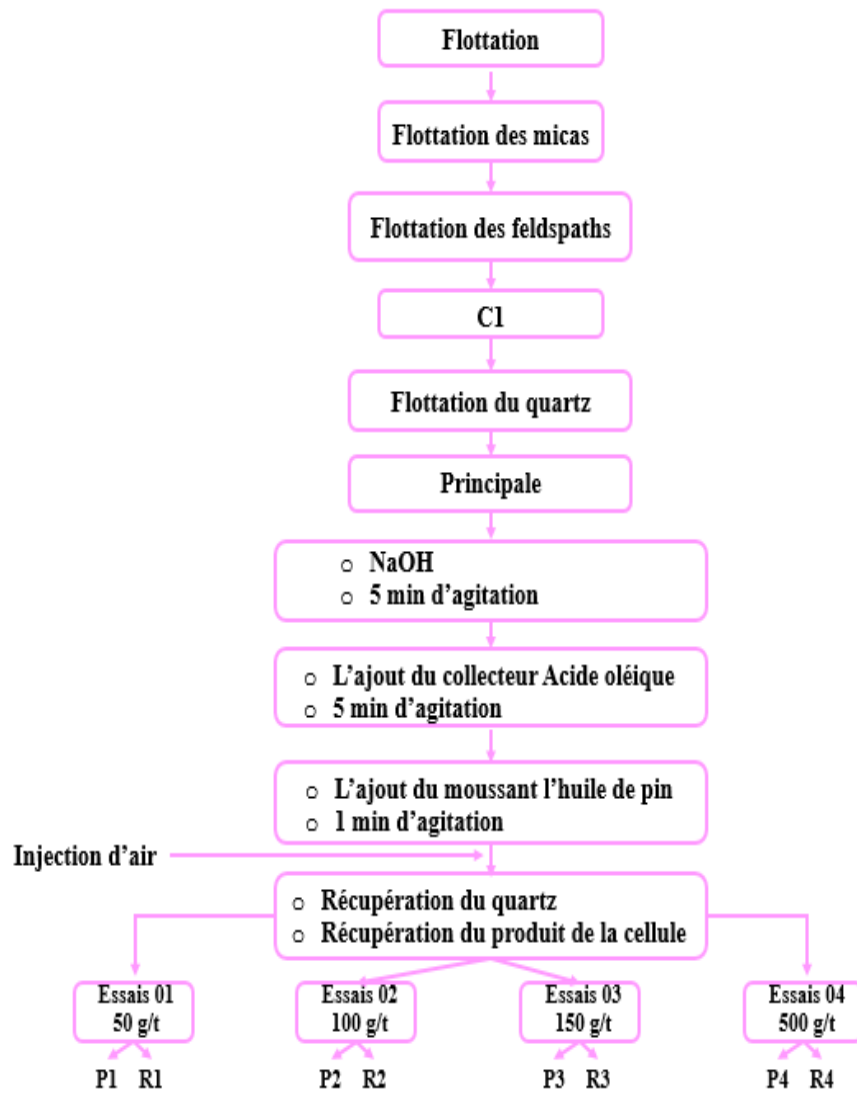 Flottation
Flottation des micas
Flottation des feldspaths
C1
Flottation du quartz
Principale
o NaOH
o 5 min d’agitation
o L’ajout du collecteur Acide oléique
o 5 min d’agitation
o L’ajout du moussant l’huile de pin
o 1 min d’agitation
Injection d’air
o Récupération du quartz
o Récupération du produit de la cellule
Essais 01
50 g/t
Essais 02
100 g/t
Essais 03
150 g/t
Essais 04
500 g/t
P1 R1
P2 R2
P3 R3
P4 R4